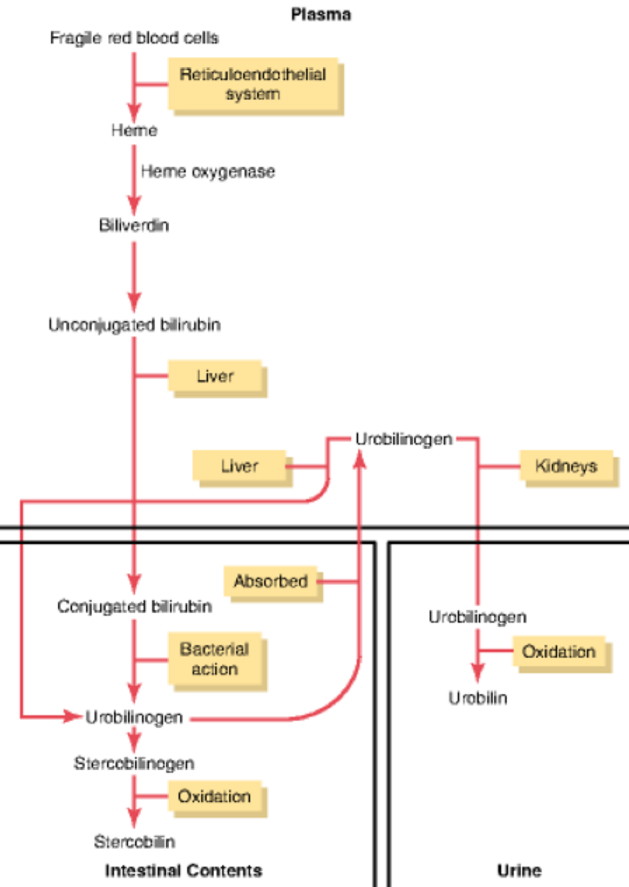 Plasma
Fragile red blood cells
Reticuloendothelial
system
Heme
Heme oxygenase
Biliverdin
Unconjugated bilirubin
Liver
Urobilinogen
Liver
Kidneys
Absorbed
Conjugated bilirubin
Urobilinogen
Bacterial
action
Oxidation
Urobilin
Urobilinogen
Stercobilinogen
Oxidation
Stercobilin
Intestinal Contents
Urine